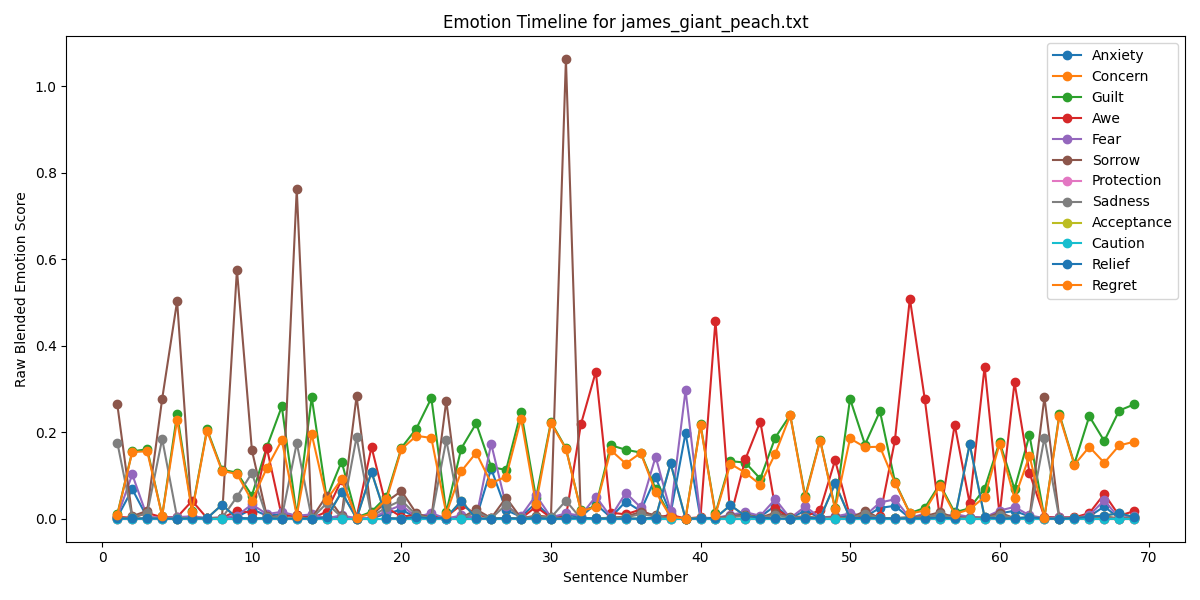 Emotion Timeline for james_giant_peach.txt
Raw Blended Emotion Score
1.0
0.8
0.6
0.4
0.2
0.0
0 10 20 30 40 50 60 70
Sentence Number
Anxiety
Concern
Guilt
Awe
Fear
Sorrow
Protection
Sadness
Acceptance
Caution
Relief
Regret